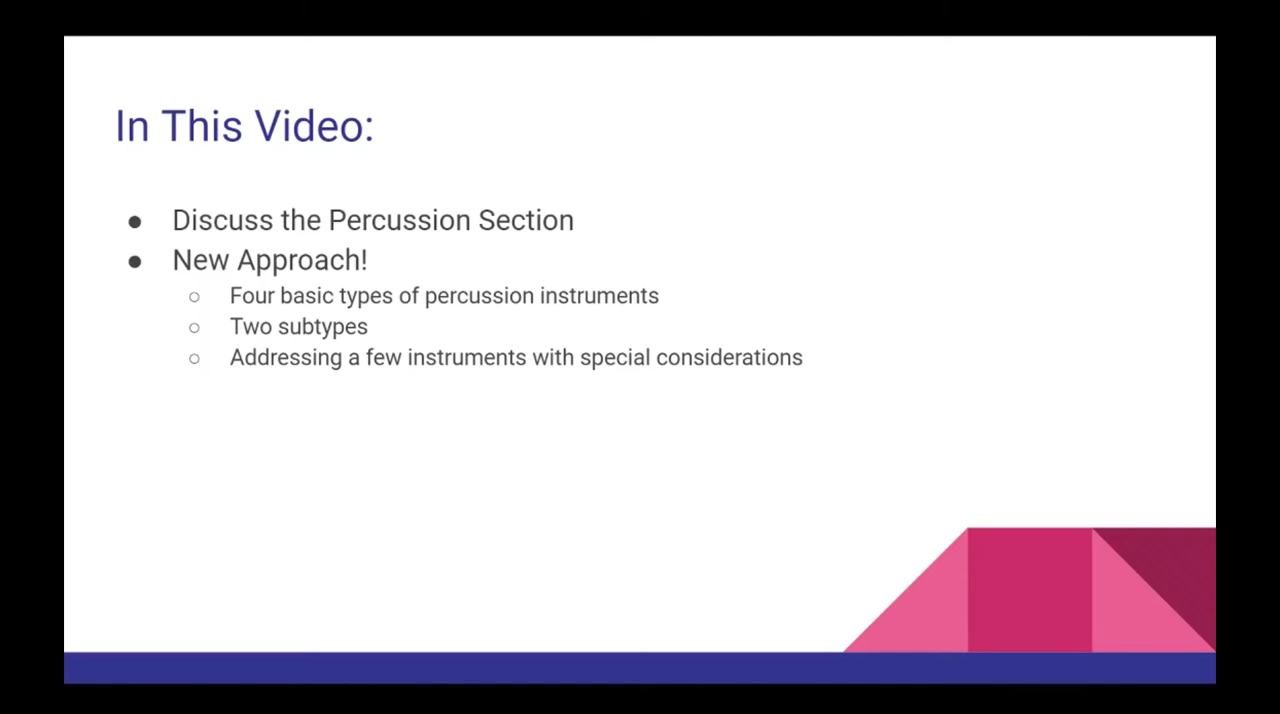 In This Video:
● Discuss the Percussion Section
● New Approach!
○ Four basic types of percussion instruments
○ Two subtypes
○ Addressing a few instruments with special considerations